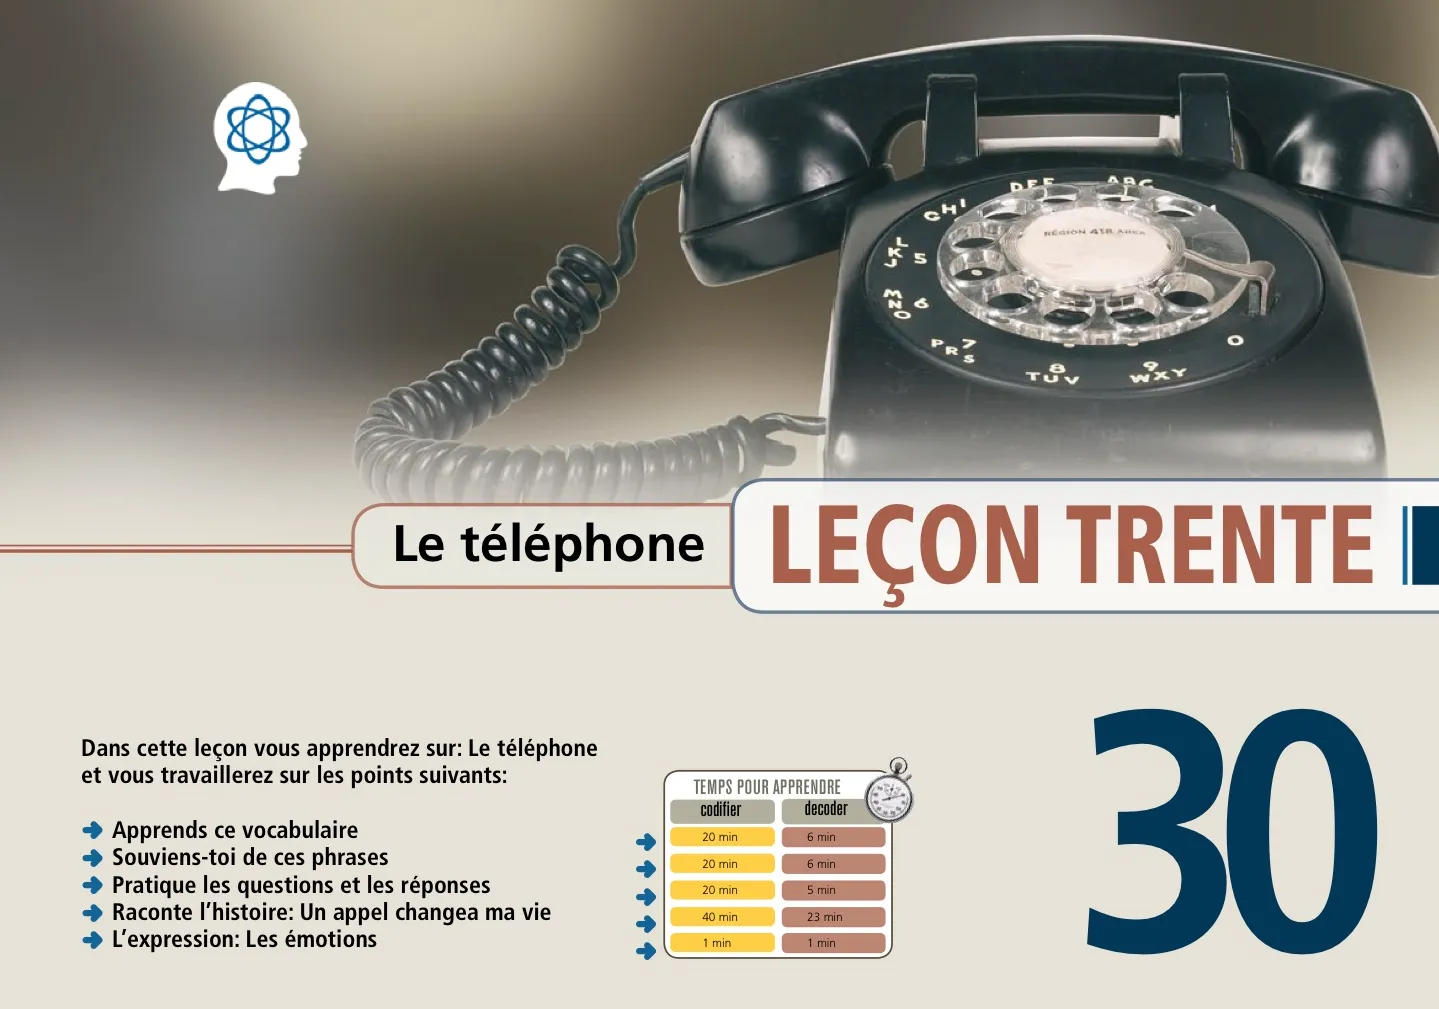 DEF
ABC
GHI
RÉGION 418 AREA
JKL 5
MNO 6
PRS 7
8
TUV
9
WXY
0
Le téléphone
LEÇON TRENTE
30
Dans cette leçon vous apprendrez sur: Le téléphone
et vous travaillerez sur les points suivants:
Apprends ce vocabulaire
Souviens-toi de ces phrases
Pratique les questions et les réponses
Raconte l’histoire: Un appel changea ma vie
L’expression: Les émotions
TEMPS POUR APPRENDRE
codifier decoder
20 min 6 min
20 min 6 min
20 min 5 min
40 min 23 min
1 min 1 min